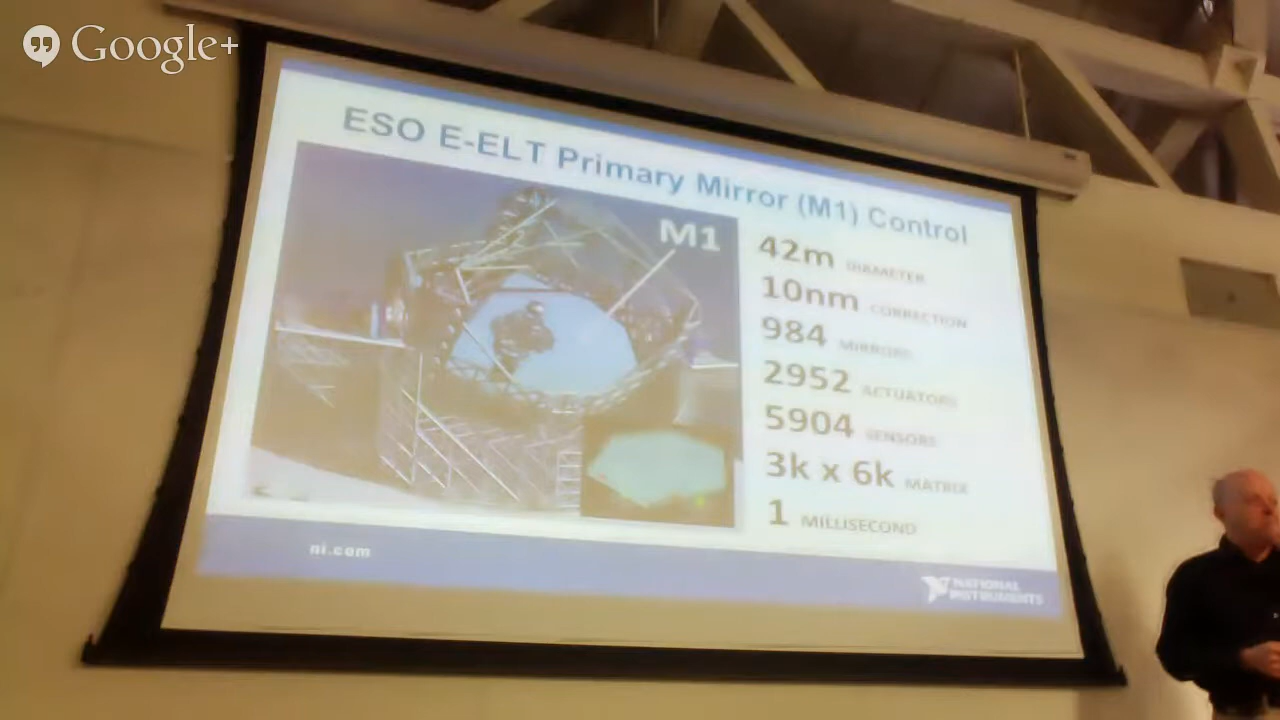 Google+
ESO E-ELT Primary Mirror (M1) Control
M1
42m DIAMETER
10nm CORRECTION
984 MIRRORS
2952 ACTUATORS
5904 SENSORS
3k x 6k MATRIX
1 MILLISECOND
ni.com
NATIONAL
INSTRUMENTS